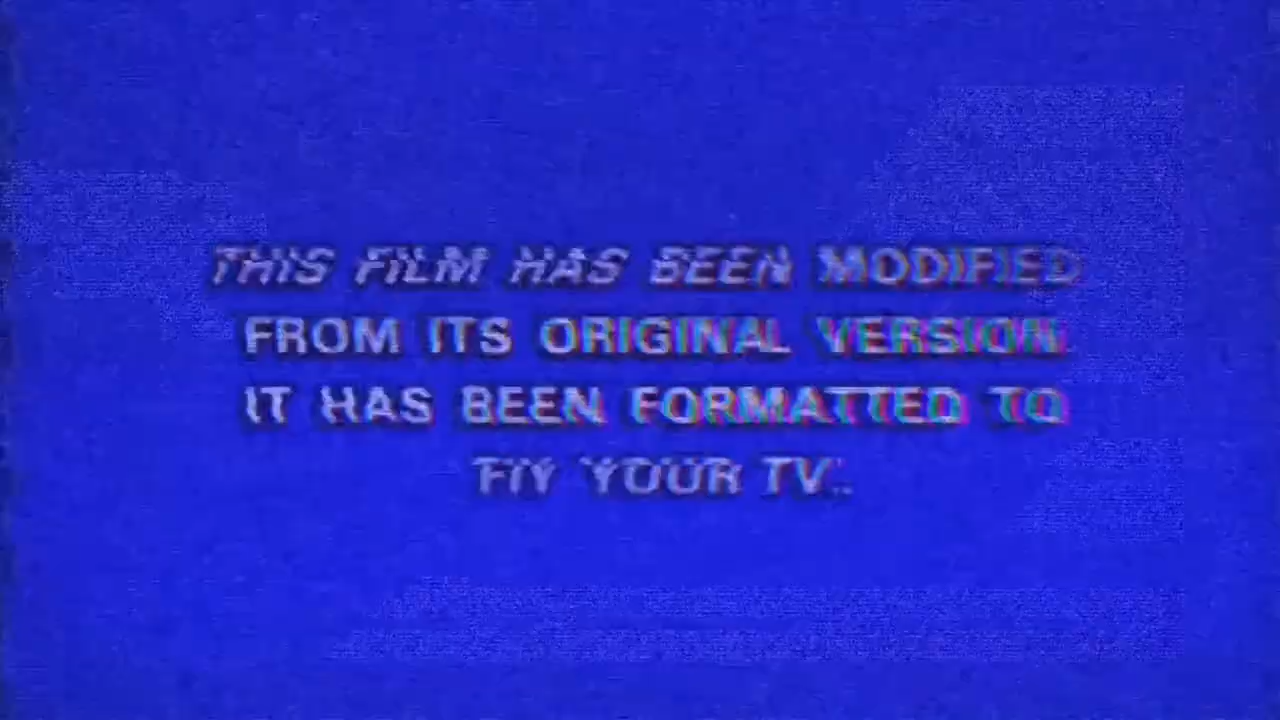 THIS FILM HAS BEEN MODIFIED
FROM ITS ORIGINAL VERSION
IT HAS BEEN FORMATTED TO
FIT YOUR TV.